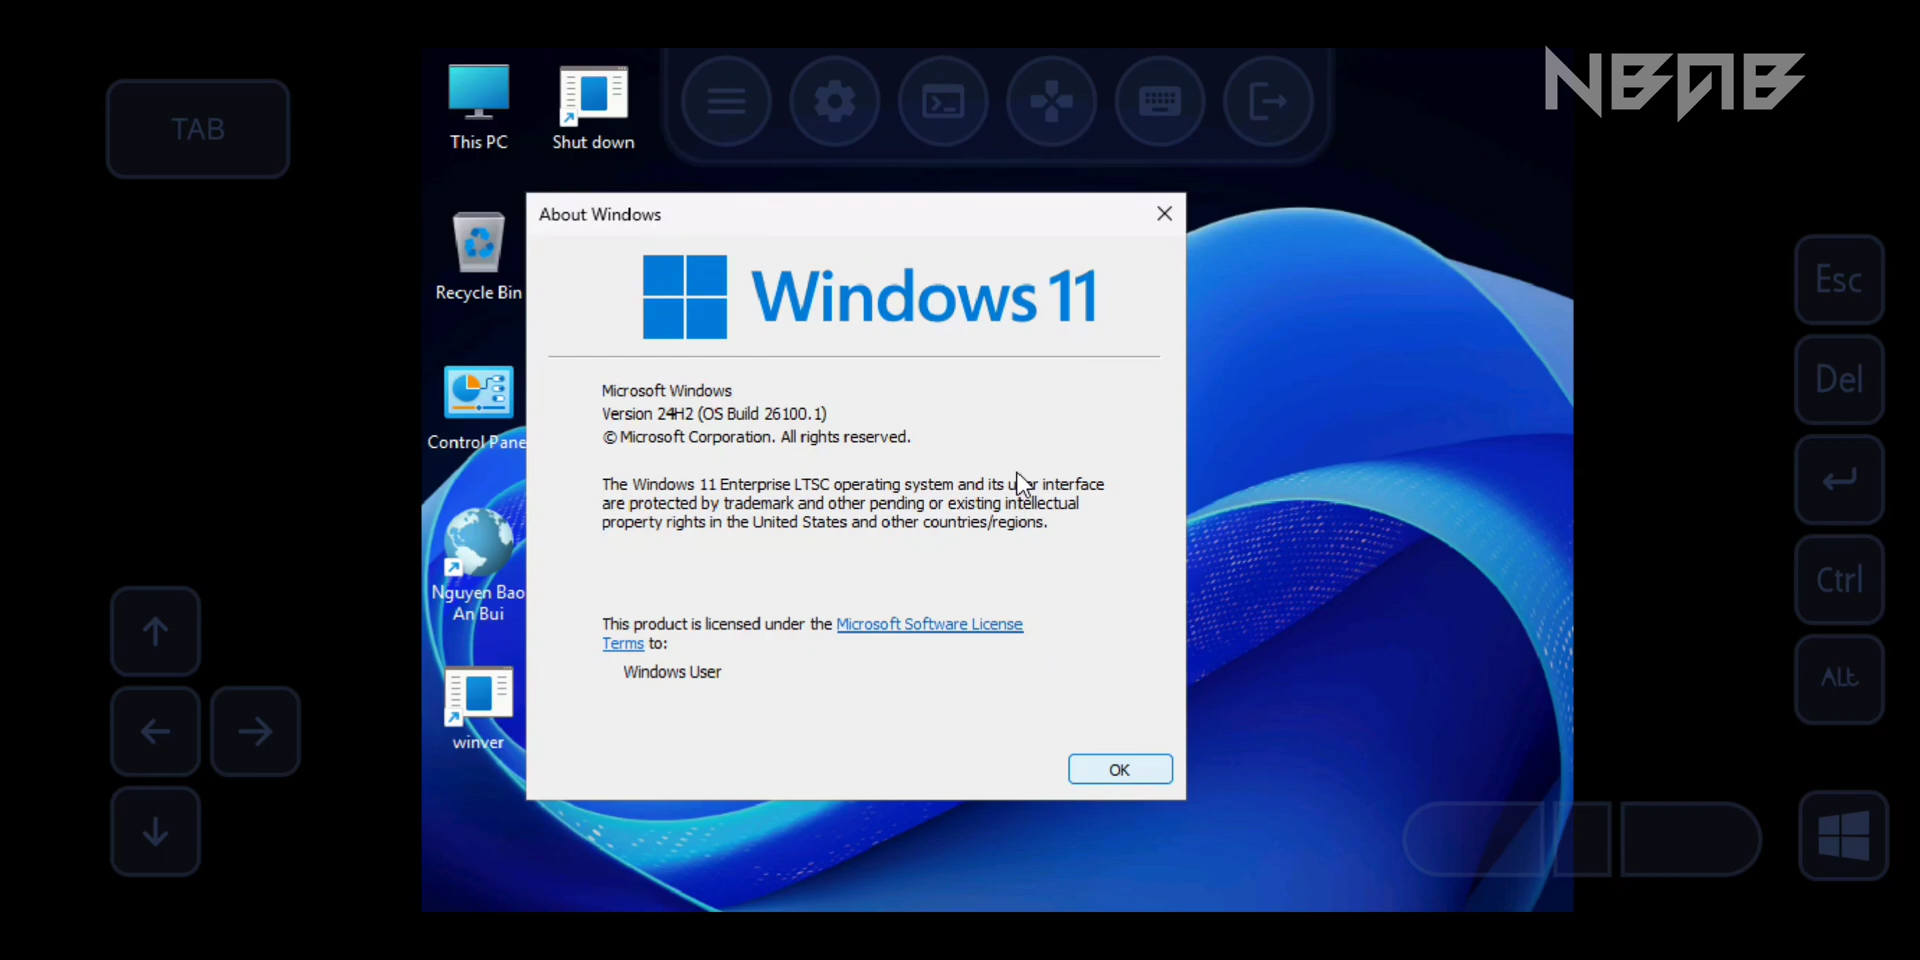 NBAB
TAB
This PC
Shut down
About Windows
Recycle Bin
Windows 11
Esc
Microsoft Windows
Version 24H2 (OS Build 26100.1)
© Microsoft Corporation. All rights reserved.
Del
Control Pane
The Windows 11 Enterprise LTSC operating system and its user interface
are protected by trademark and other pending or existing intellectual
property rights in the United States and other countries/regions.
Ctrl
Nguyen Bao
An Bui
This product is licensed under the Microsoft Software License
Terms to:
Windows User
ALt
winver
OK